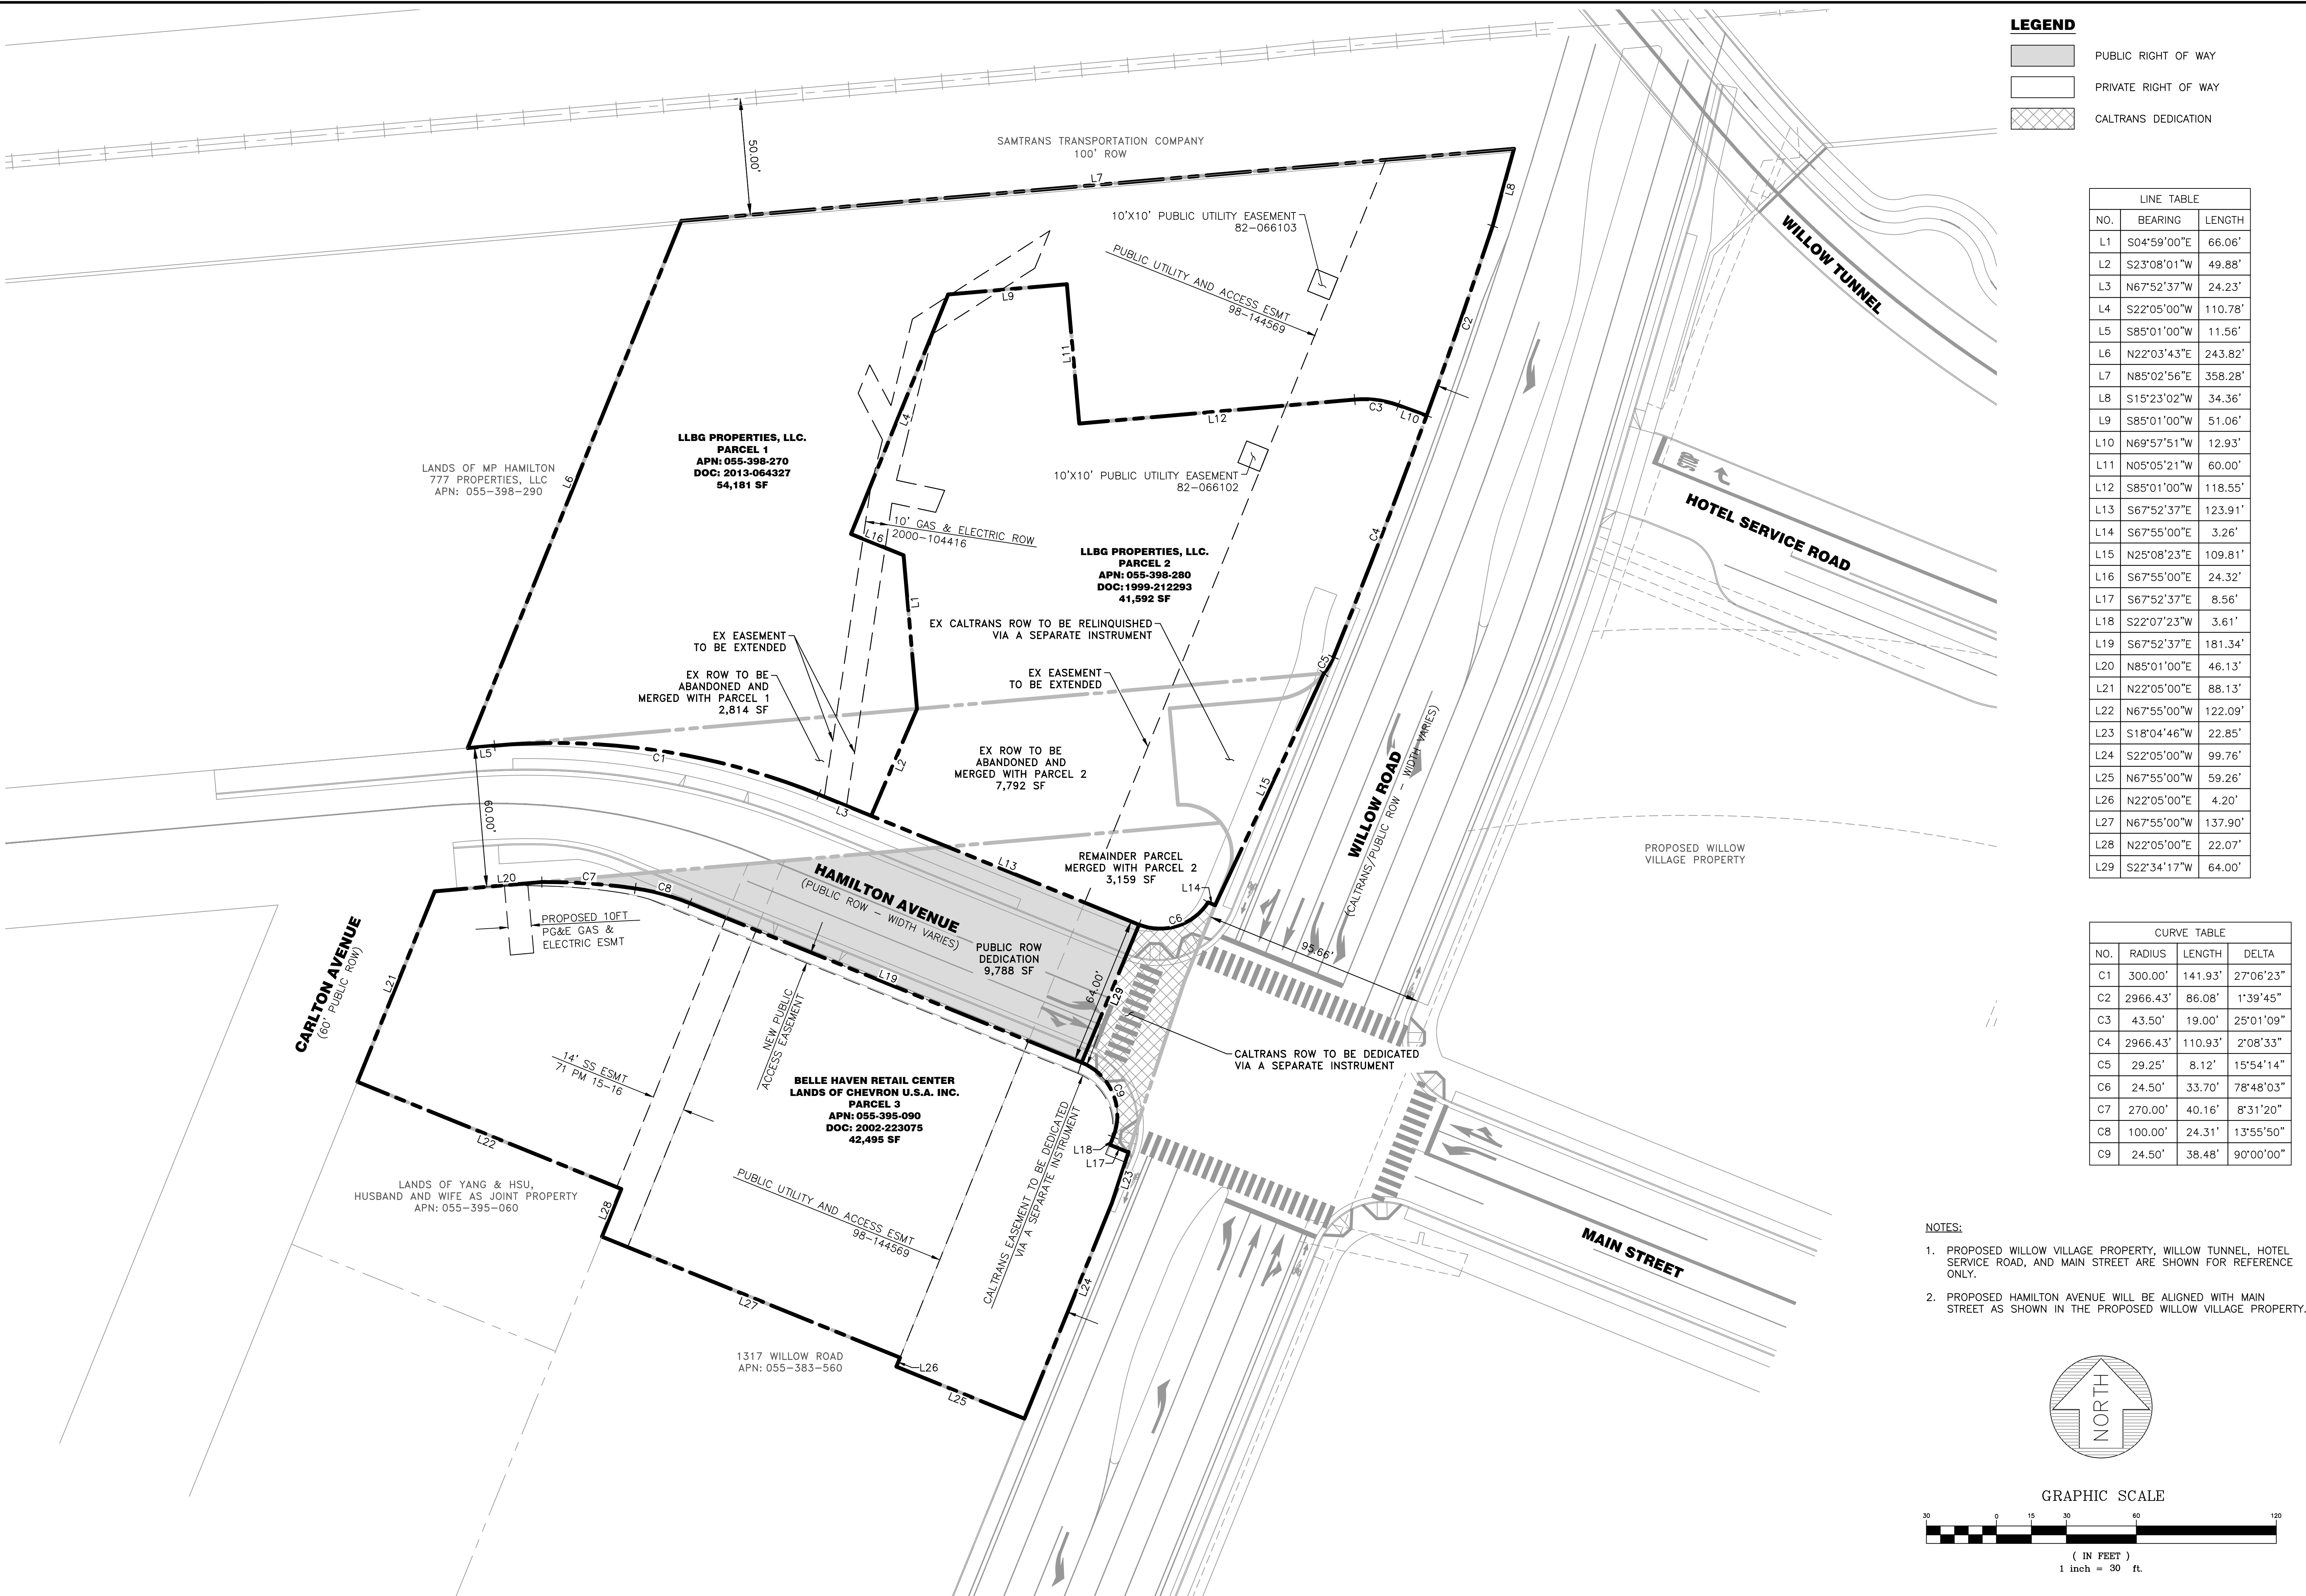 LEGEND
PUBLIC RIGHT OF WAY
PRIVATE RIGHT OF WAY
CALTRANS DEDICATION
LINE TABLE
NO. BEARING LENGTH
L1 S04°59'00"E 66.06'
L2 S23°08'01"W 49.88'
L3 N67°52'37"W 24.23'
L4 S22°05'00"W 110.78'
L5 S85°01'00"W 11.56'
L6 N22°03'43"E 243.82'
L7 N85°02'56"E 358.28'
L8 S15°23'02"W 34.36'
L9 S85°01'00"W 51.06'
L10 N69°57'51"W 12.93'
L11 N05°05'21"W 60.00'
L12 S85°01'00"W 118.55'
L13 S67°52'37"E 123.91'
L14 S67°55'00"E 3.26'
L15 N25°08'23"E 109.81'
L16 S67°55'00"E 24.32'
L17 S67°52'37"E 8.56'
L18 S22°07'23"W 3.61'
L19 S67°52'37"E 181.34'
L20 N85°01'00"E 46.13'
L21 N22°05'00"E 88.13'
L22 N67°55'00"W 122.09'
L23 S18°04'46"W 22.85'
L24 S22°05'00"W 99.76'
L25 N67°55'00"W 59.26'
L26 N22°05'00"E 4.20'
L27 N67°55'00"W 137.90'
L28 N22°05'00"E 22.07'
L29 S22°34'17"W 64.00'
CURVE TABLE
NO. RADIUS LENGTH DELTA
C1 300.00' 141.93' 27°06'23"
C2 2966.43' 86.08' 1°39'45"
C3 43.50' 19.00' 25°01'09"
C4 2966.43' 110.93' 2°08'33"
C5 29.25' 8.12' 15°54'14"
C6 24.50' 33.70' 78°48'03"
C7 270.00' 40.16' 8°31'20"
C8 100.00' 24.31' 13°55'50"
C9 24.50' 38.48' 90°00'00"
NOTES:
1. PROPOSED WILLOW VILLAGE PROPERTY, WILLOW TUNNEL, HOTEL
SERVICE ROAD, AND MAIN STREET ARE SHOWN FOR REFERENCE
ONLY.
2. PROPOSED HAMILTON AVENUE WILL BE ALIGNED WITH MAIN
STREET AS SHOWN IN THE PROPOSED WILLOW VILLAGE PROPERTY.
NORTH
GRAPHIC SCALE
30 0 15 30 60 120
( IN FEET )
1 inch = 30 ft.
50.00'
SAMTRANS TRANSPORTATION COMPANY
100' ROW
L7
L8
WILLOW TUNNEL
10'X10' PUBLIC UTILITY EASEMENT
82-066103
PUBLIC UTILITY AND ACCESS ESMT
98-144569
L9
C2
L11
C3
L10
L12
L4
LLBG PROPERTIES, LLC.
PARCEL 1
APN: 055-398-270
DOC: 2013-064327
54,181 SF
LANDS OF MP HAMILTON
777 PROPERTIES, LLC
APN: 055-398-290
L6
10'X10' PUBLIC UTILITY EASEMENT
82-066102
10' GAS & ELECTRIC ROW
2000-104416
L16
HOTEL SERVICE ROAD
C4
LLBG PROPERTIES, LLC.
PARCEL 2
APN: 055-398-280
DOC:1999-212293
41,592 SF
L1
EX CALTRANS ROW TO BE RELINQUISHED
VIA A SEPARATE INSTRUMENT
EX EASEMENT
TO BE EXTENDED
C5
EX EASEMENT
TO BE EXTENDED
EX ROW TO BE
ABANDONED AND
MERGED WITH PARCEL 1
2,814 SF
L5
C1
L2
EX ROW TO BE
ABANDONED AND
MERGED WITH PARCEL 2
7,792 SF
L15
WILLOW ROAD
(CALTRANS/PUBLIC ROW - WIDTH VARIES)
60.00'
L3
L13
REMAINDER PARCEL
MERGED WITH PARCEL 2
3,159 SF
L14
PROPOSED WILLOW
VILLAGE PROPERTY
L20
C7
C8
HAMILTON AVENUE
(PUBLIC ROW - WIDTH VARIES)
C6
95.66'
PROPOSED 10FT
PG&E GAS &
ELECTRIC ESMT
PUBLIC ROW
DEDICATION
9,788 SF
CARLTON AVENUE
(60' PUBLIC ROW)
L21
L19
64.00'
L29
NEW PUBLIC
ACCESS EASEMENT
14' SS ESMT
71 PM 15-16
CALTRANS ROW TO BE DEDICATED
VIA A SEPARATE INSTRUMENT
BELLE HAVEN RETAIL CENTER
LANDS OF CHEVRON U.S.A. INC.
PARCEL 3
APN: 055-395-090
DOC: 2002-223075
42,495 SF
C9
L18
L17
L23
L22
CALTRANS EASEMENT TO BE DEDICATED
VIA A SEPARATE INSTRUMENT
LANDS OF YANG & HSU,
HUSBAND AND WIFE AS JOINT PROPERTY
APN: 055-395-060
L28
PUBLIC UTILITY AND ACCESS ESMT
98-144569
MAIN STREET
L24
L27
1317 WILLOW ROAD
APN: 055-383-560
L26
L25